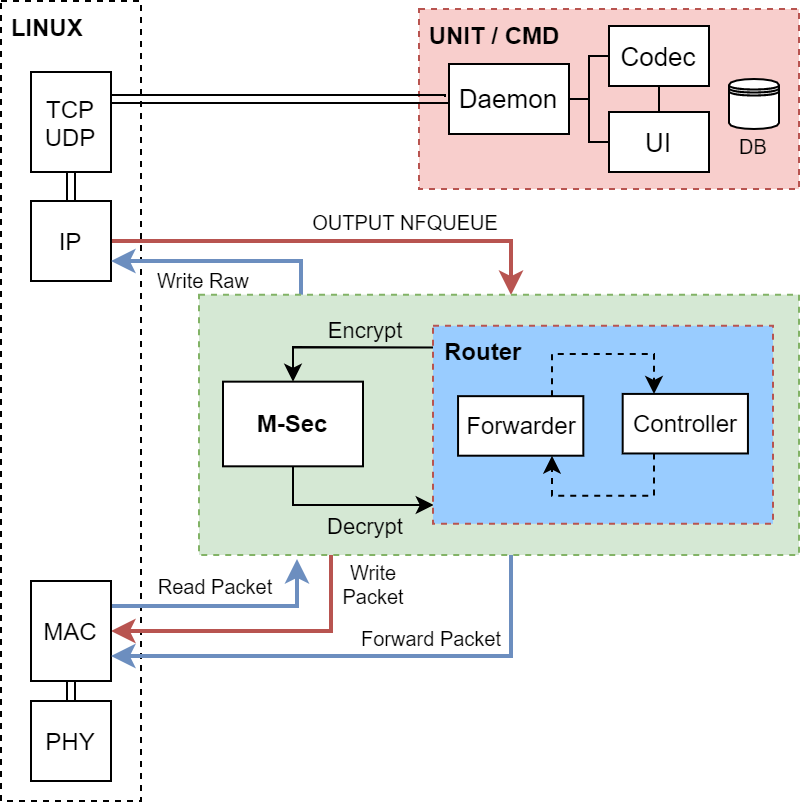 LINUX
UNIT / CMD
TCP
UDP
Daemon
Codec
UI
DB
IP
OUTPUT NFQUEUE
Write Raw
Encrypt
Router
M-Sec
Forwarder
Controller
Decrypt
Read Packet
Write
Packet
MAC
Forward Packet
PHY